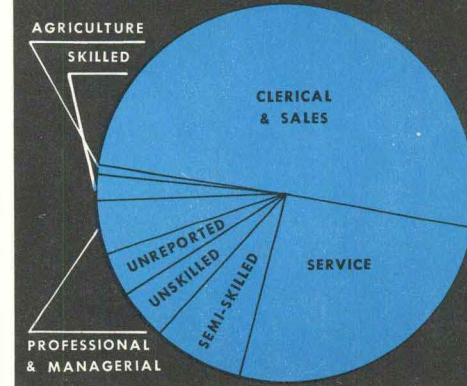 AGRICULTURE
SKILLED
CLERICAL
& SALES
SERVICE
UNREPORTED
UNSKILLED
SEMI-SKILLED
PROFESSIONAL
& MANAGERIAL